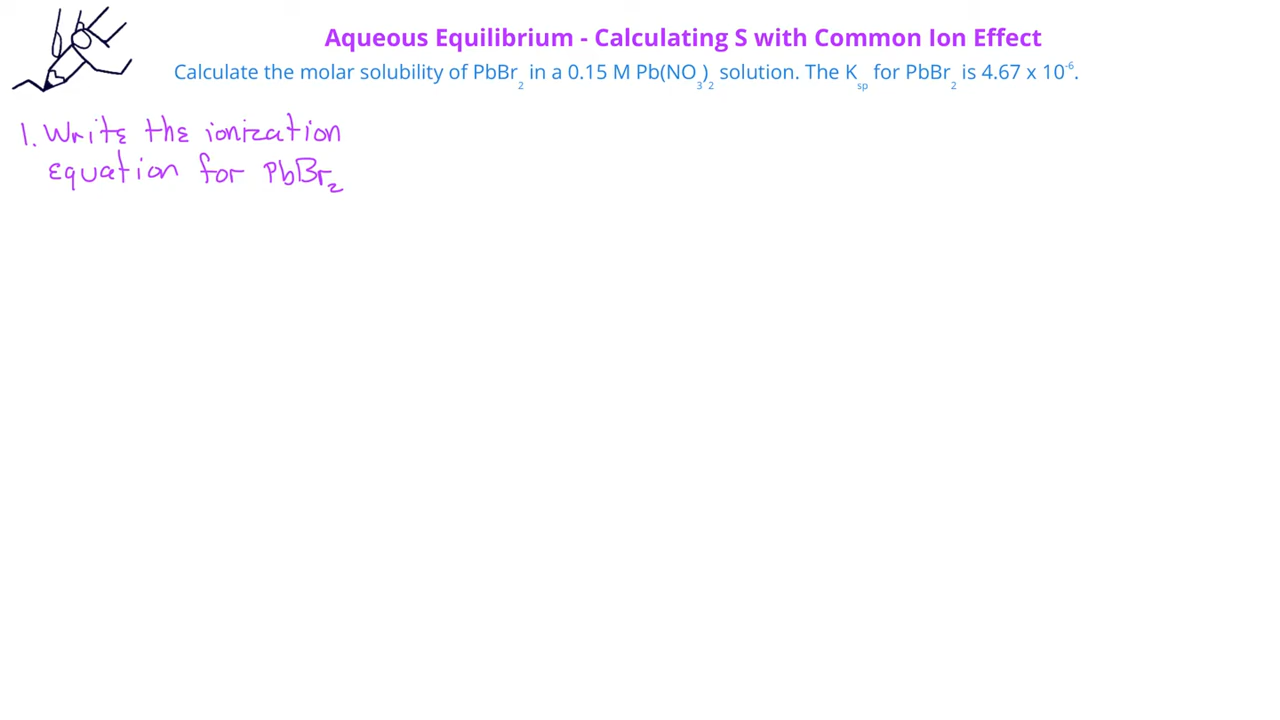 Aqueous Equilibrium - Calculating S with Common Ion Effect
Calculate the molar solubility of PbBr₂ in a 0.15 M Pb(NO₃)₂ solution. The Kₛₚ for PbBr₂ is 4.67 x 10⁻⁶.
1. Write the ionization
equation for PbBr₂